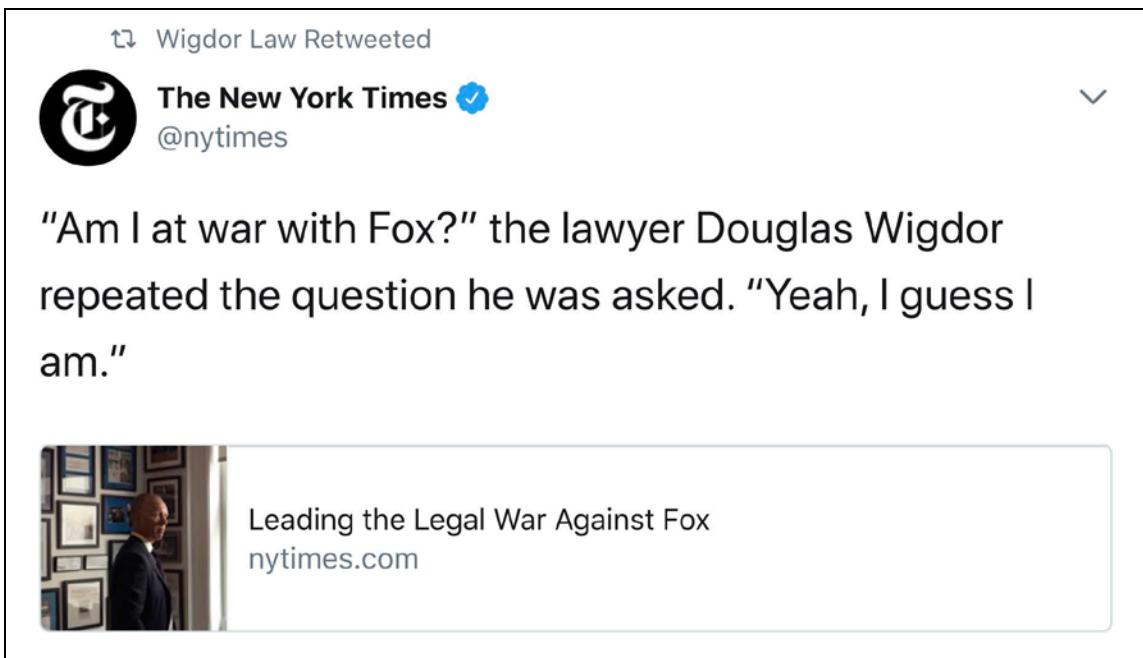 Wigdor Law Retweeted
The New York Times
@nytimes
"Am I at war with Fox?" the lawyer Douglas Wigdor
repeated the question he was asked. “Yeah, I guess I
am.”
Leading the Legal War Against Fox
nytimes.com